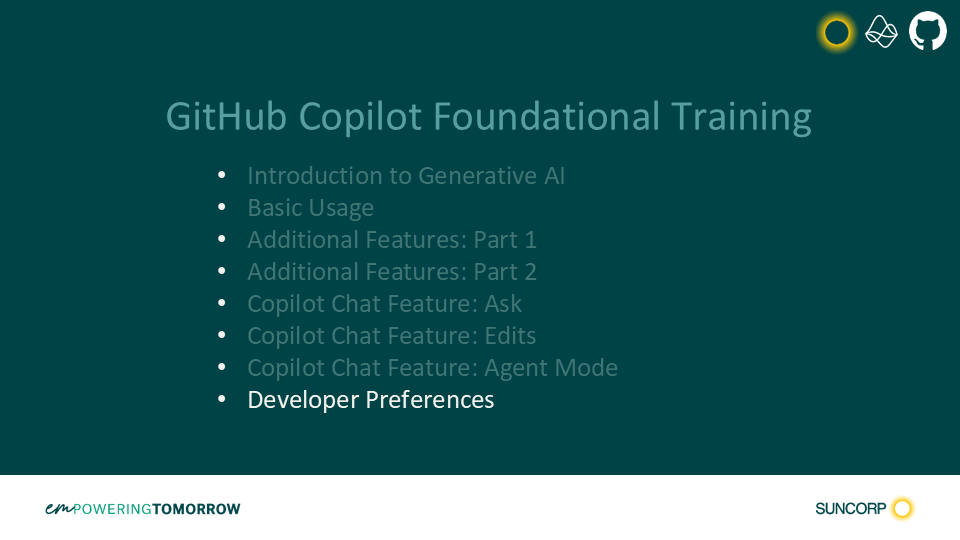 GitHub Copilot Foundational Training
• Introduction to Generative AI
• Basic Usage
• Additional Features: Part 1
• Additional Features: Part 2
• Copilot Chat Feature: Ask
• Copilot Chat Feature: Edits
• Copilot Chat Feature: Agent Mode
• Developer Preferences
emPOWERINGTOMORROW
SUNCORP